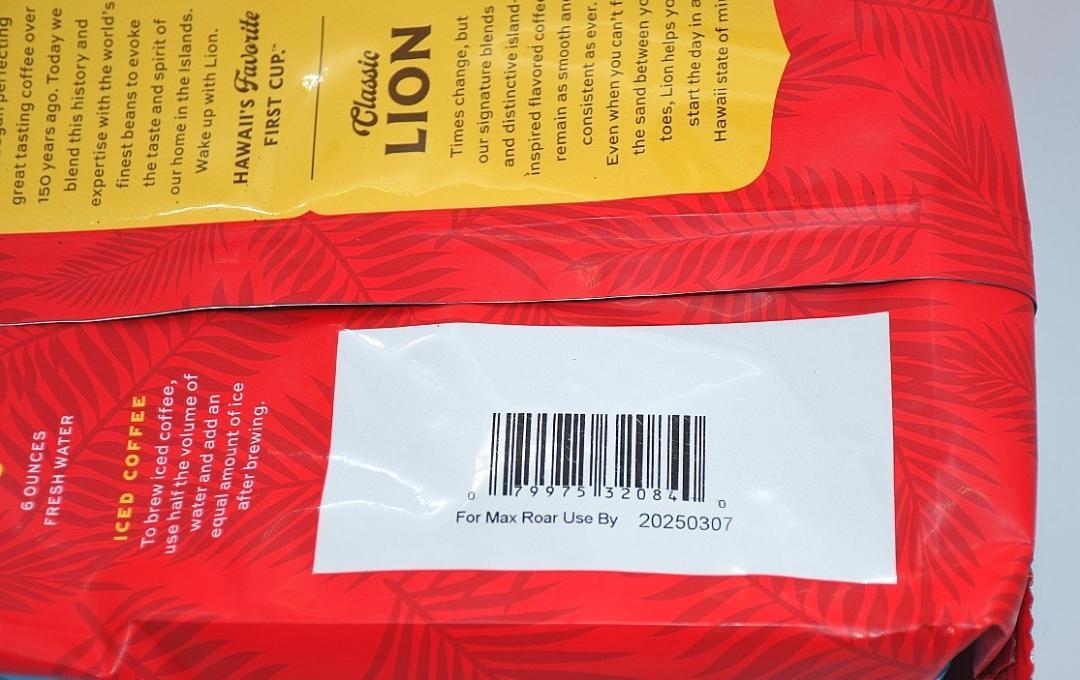 perfecting
great tasting coffee over
150 years ago. Today we
blend this history and
expertise with the world's
finest beans to evoke
the taste and spirit of
our home in the Islands.
Wake up with Lion.
HAWAII'S Favorite
FIRST CUP.™
Classic
LION
Times change, but
our signature blends
and distinctive island-
inspired flavored coffee
remain as smooth and
consistent as ever.
Even when you can't f
the sand between yo
toes, Lion helps yo
start the day in a
Hawaii state of min
6 OUNCES
FRESH WATER
ICED COFFEE
To brew iced coffee,
use half the volume of
water and add an
equal amount of ice
after brewing.
0 79975 32084 0
For Max Roar Use By 20250307